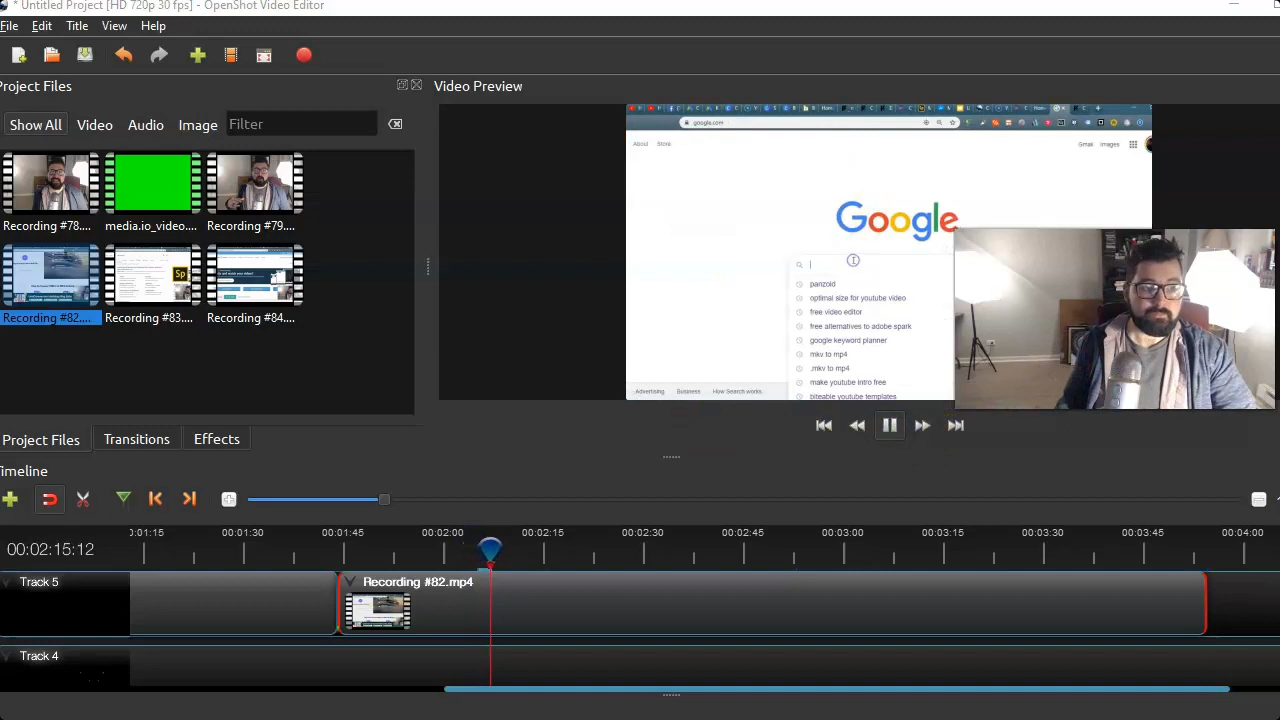 * Untitled Project [HD 720p 30 fps] - OpenShot Video Editor
File Edit Title View Help
Project Files
Video Preview
Show All Video Audio Image Filter
Recording #78....
media.io_video...
Recording #79....
Recording #82....
Recording #83....
Recording #84....
Sp
google.com
About Store
Gmail Images
Google
panzoid
optimal size for youtube video
free video editor
free alternatives to adobe spark
google keyword planner
mkv to mp4
.mkv to mp4
make youtube intro free
biteable youtube templates
Advertising Business How Search works
Project Files Transitions Effects
Timeline
00:02:15:12
0:01:15 00:01:30 00:01:45 00:02:00 00:02:15 00:02:30 00:02:45 00:03:00 00:03:15 00:03:30 00:03:45 00:04:00
Track 5
Recording #82.mp4
Track 4